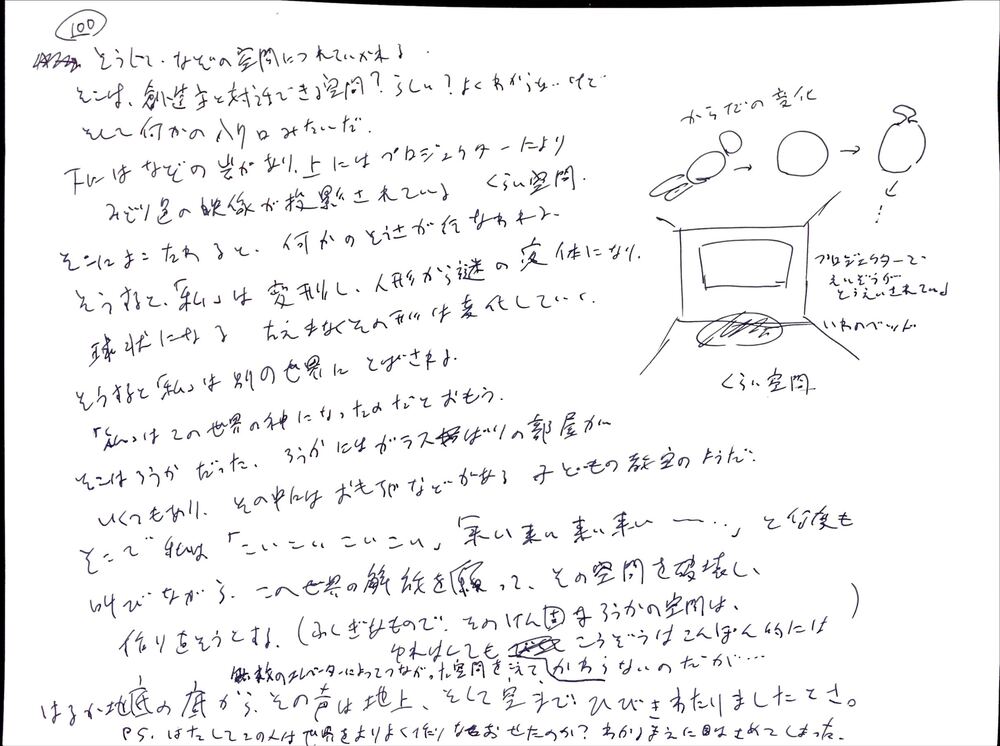 100
そうして、なぞの空間につれていかれる.
そこは、創造主と対話できる空間?らしい?よくわからないけど
そして何かの入り口みたいだ.
下にはなぞの岩があり、上にはプロジェクターにより
みどり色の映像が投影されている くらい空間.
そこによこたわると、何かのそうさが行なわれる.
そうすると、「私」は変形し、人形から謎の変体になり、
球状になる たえまなくその形は変化していく.
そうすると「私」は別の世界にとばされる.
「私」はこの世界の神になったのだとおもう.
そこはろうかだった、ろうかにはガラスばりの部屋が
いくつもあり、その中にはおもちゃなどがある 子どもの教室のようだ.
そこで私は「こいこいこいこい」「来い来い来い来いー・・」と何度も
叫びながら、この世界の解放を願って、その空間を破壊し、
作り直そうとする.(ふしぎなもので、そのけん固なろうかの空間は、
ゆれはしても こうぞうはこんぽん的には
無数のエレベーターによってつながった空間を
かわらないのだが…)
はるか地底の底から、その声は地上、そして空までひびきわたりましたとさ。
P.S. はたしてこの人は世界をよりよく作りなおせたのか? わかるまえに目はさめてしまった.
からだの変化
プロジェクターで
えいぞうが
とうえいされている
いわのベッド
くらい空間